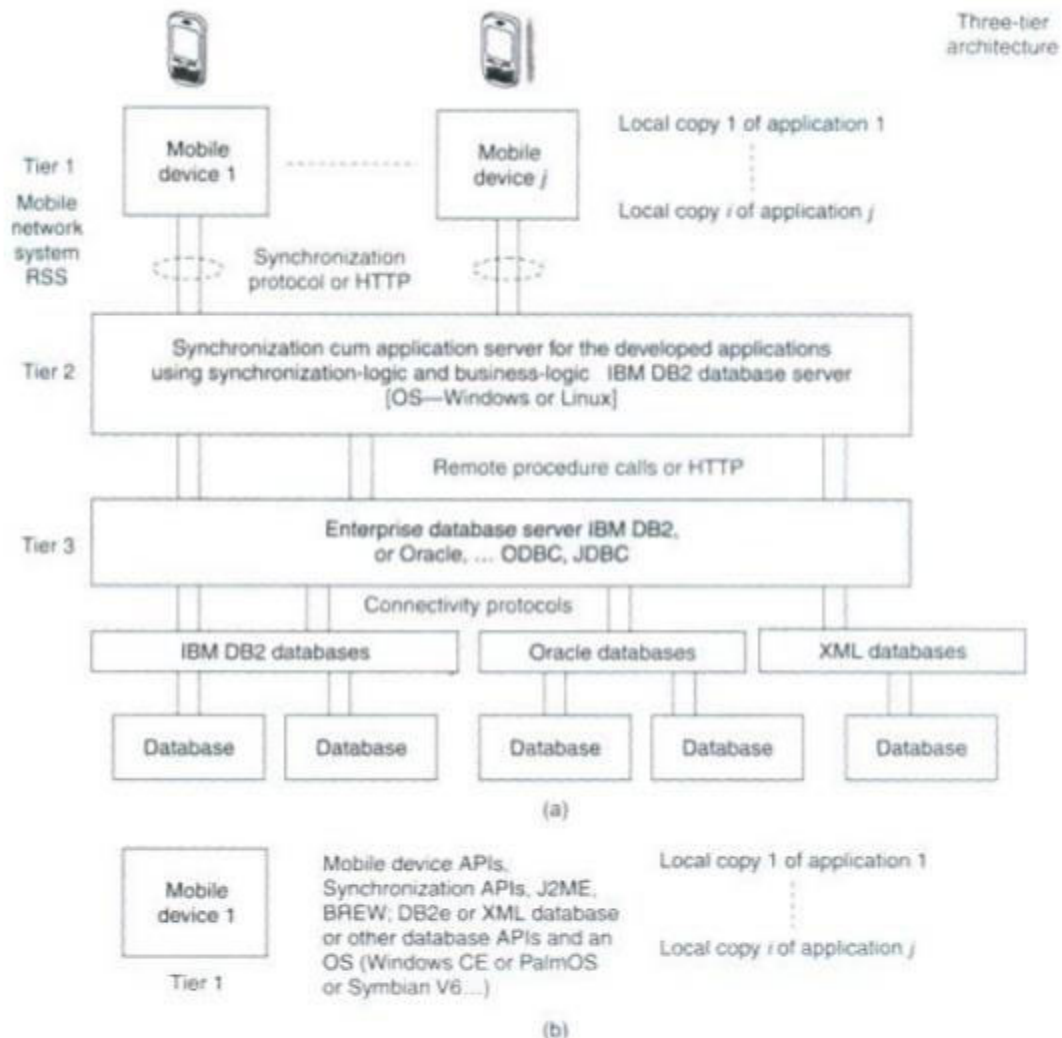 Three-tier
architecture
Mobile
device 1
Mobile
device j
Local copy 1 of application 1
Local copy i of application j
Tier 1
Mobile
network
system
RSS
Synchronization
protocol or HTTP
Tier 2
Synchronization cum application server for the developed applications
using synchronization-logic and business-logic IBM DB2 database server
[OS—Windows or Linux]
Remote procedure calls or HTTP
Tier 3
Enterprise database server IBM DB2,
or Oracle, ... ODBC, JDBC
Connectivity protocols
IBM DB2 databases
Oracle databases
XML databases
Database
Database
Database
Database
Database
(a)
Mobile
device 1
Tier 1
Mobile device APIs,
Synchronization APIs, J2ME,
BREW; DB2e or XML database
or other database APIs and an
OS (Windows CE or PalmOS
or Symbian V6...)
Local copy 1 of application 1
Local copy i of application j
(b)